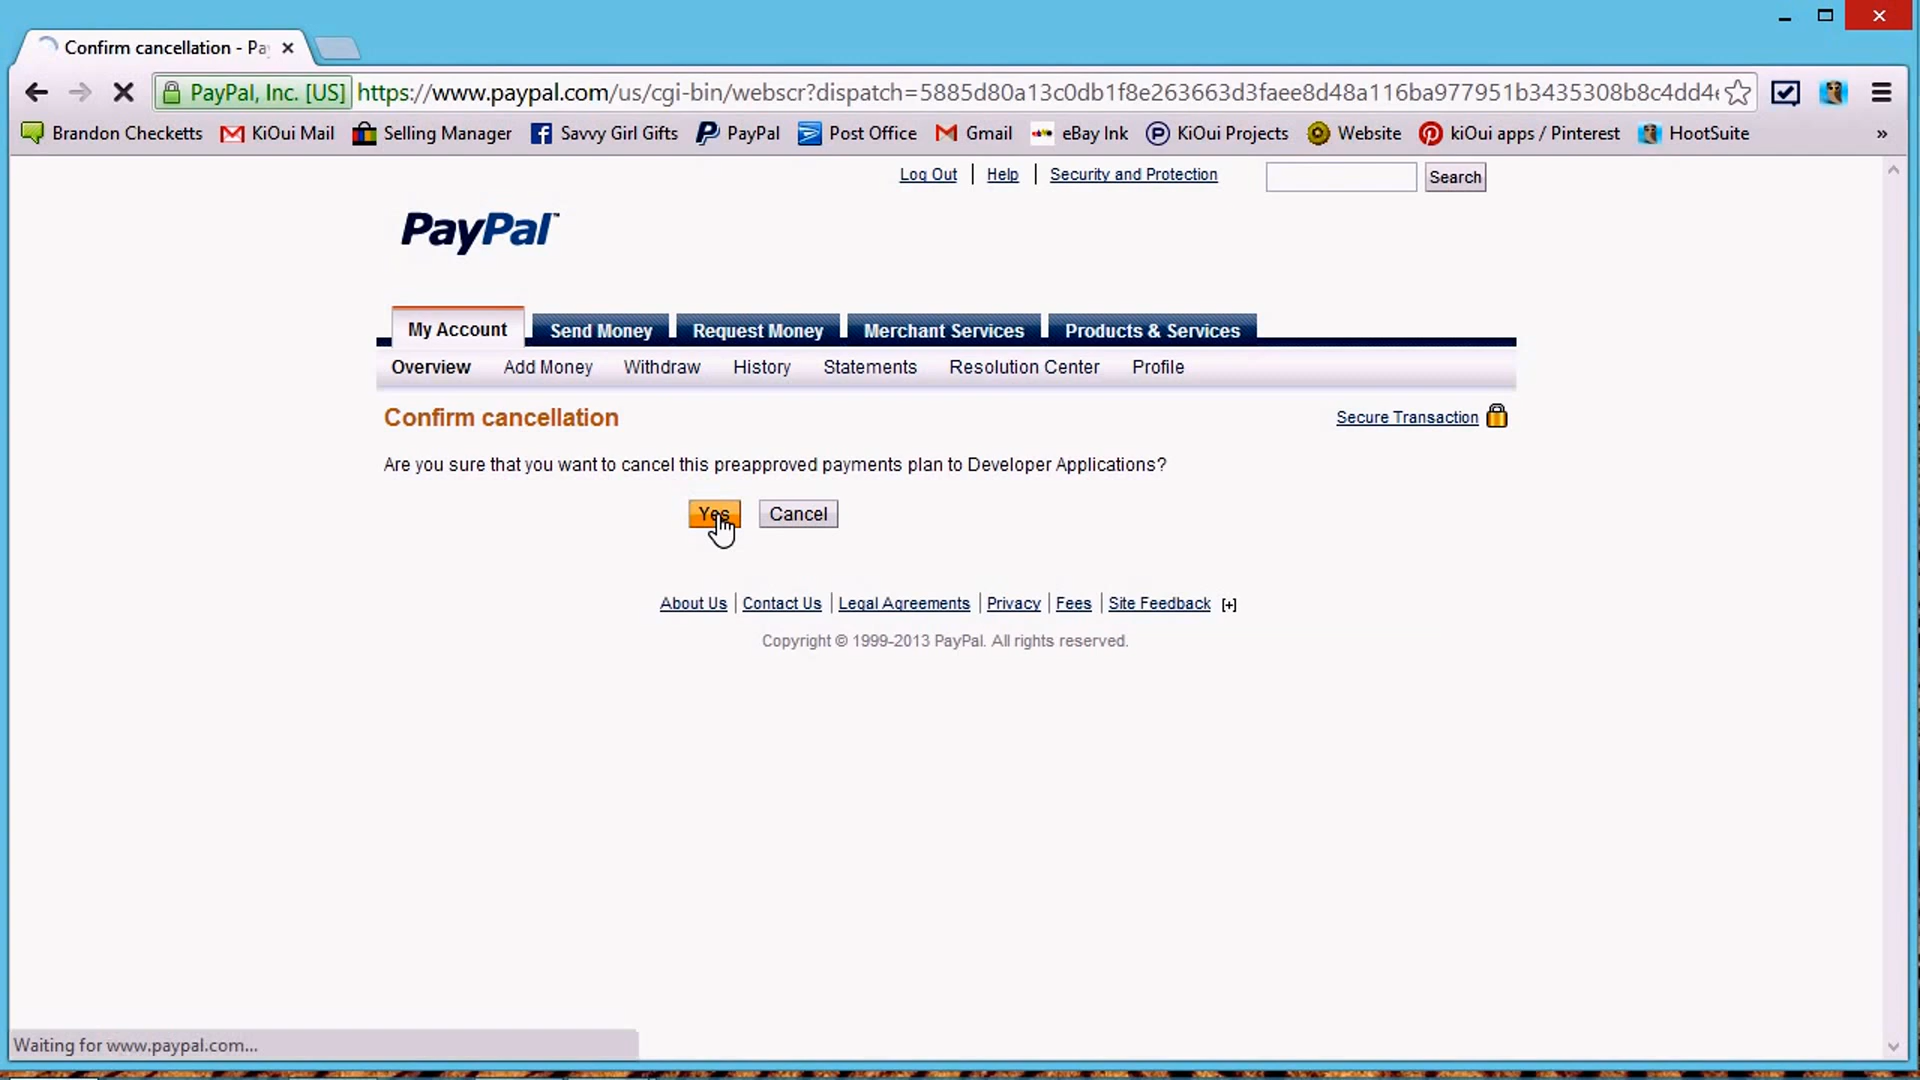 Confirm cancellation - Pa
PayPal, Inc. [US] https://www.paypal.com/us/cgi-bin/webscr?dispatch=5885d80a13c0db1f8e263663d3faee8d48a116ba977951b3435308b8c4dd4
Brandon Checketts KiOui Mail Selling Manager Savvy Girl Gifts PayPal Post Office Gmail eBay Ink KiOui Projects Website kiOui apps / Pinterest HootSuite »
Log Out Help Security and Protection Search
PayPal™
My Account Send Money Request Money Merchant Services Products & Services
Overview Add Money Withdraw History Statements Resolution Center Profile
Confirm cancellation Secure Transaction
Are you sure that you want to cancel this preapproved payments plan to Developer Applications?
Yes Cancel
About Us Contact Us Legal Agreements Privacy Fees Site Feedback [+]
Copyright © 1999-2013 PayPal. All rights reserved.
Waiting for www.paypal.com...